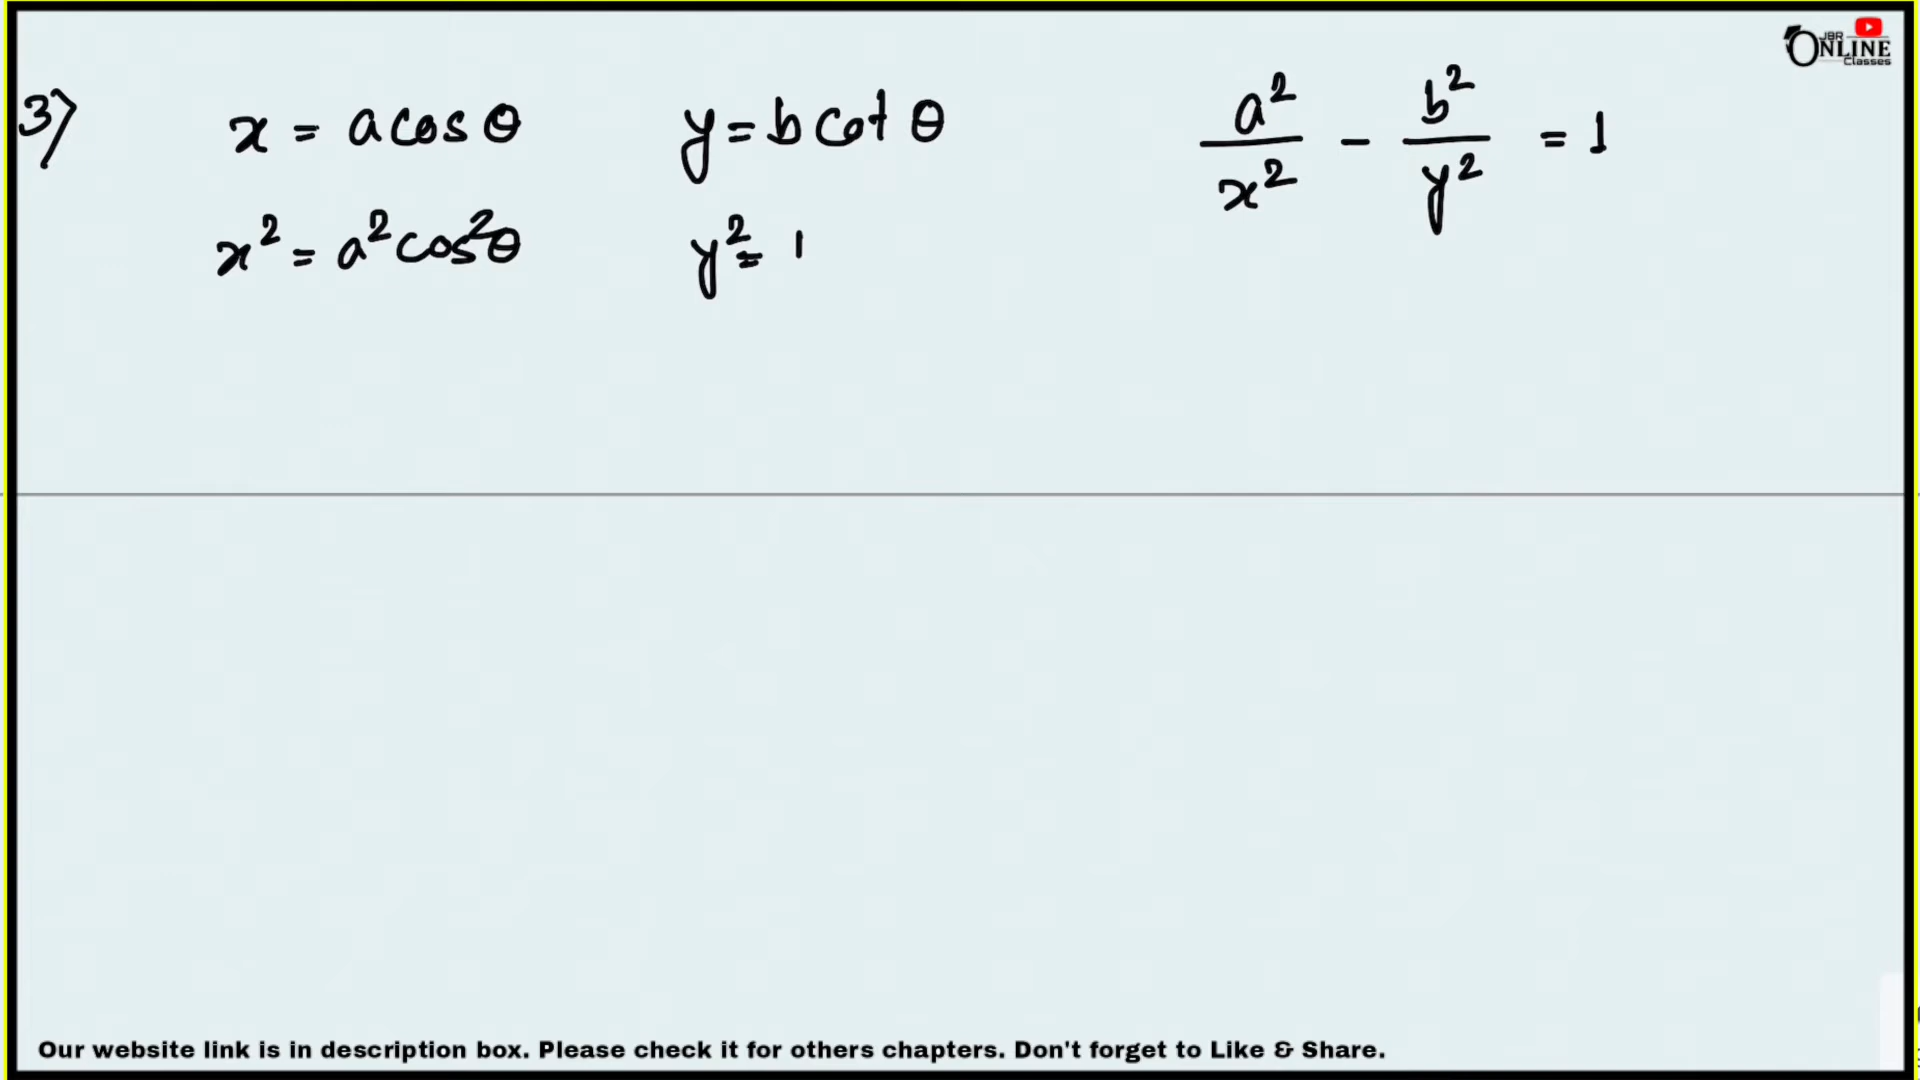 JBR ONLINE Classes
3) x = a cos θ y = b cot θ a²/x² - b²/y² = 1
x² = a² cos² θ y² = ı
Our website link is in description box. Please check it for others chapters. Don't forget to Like & Share.